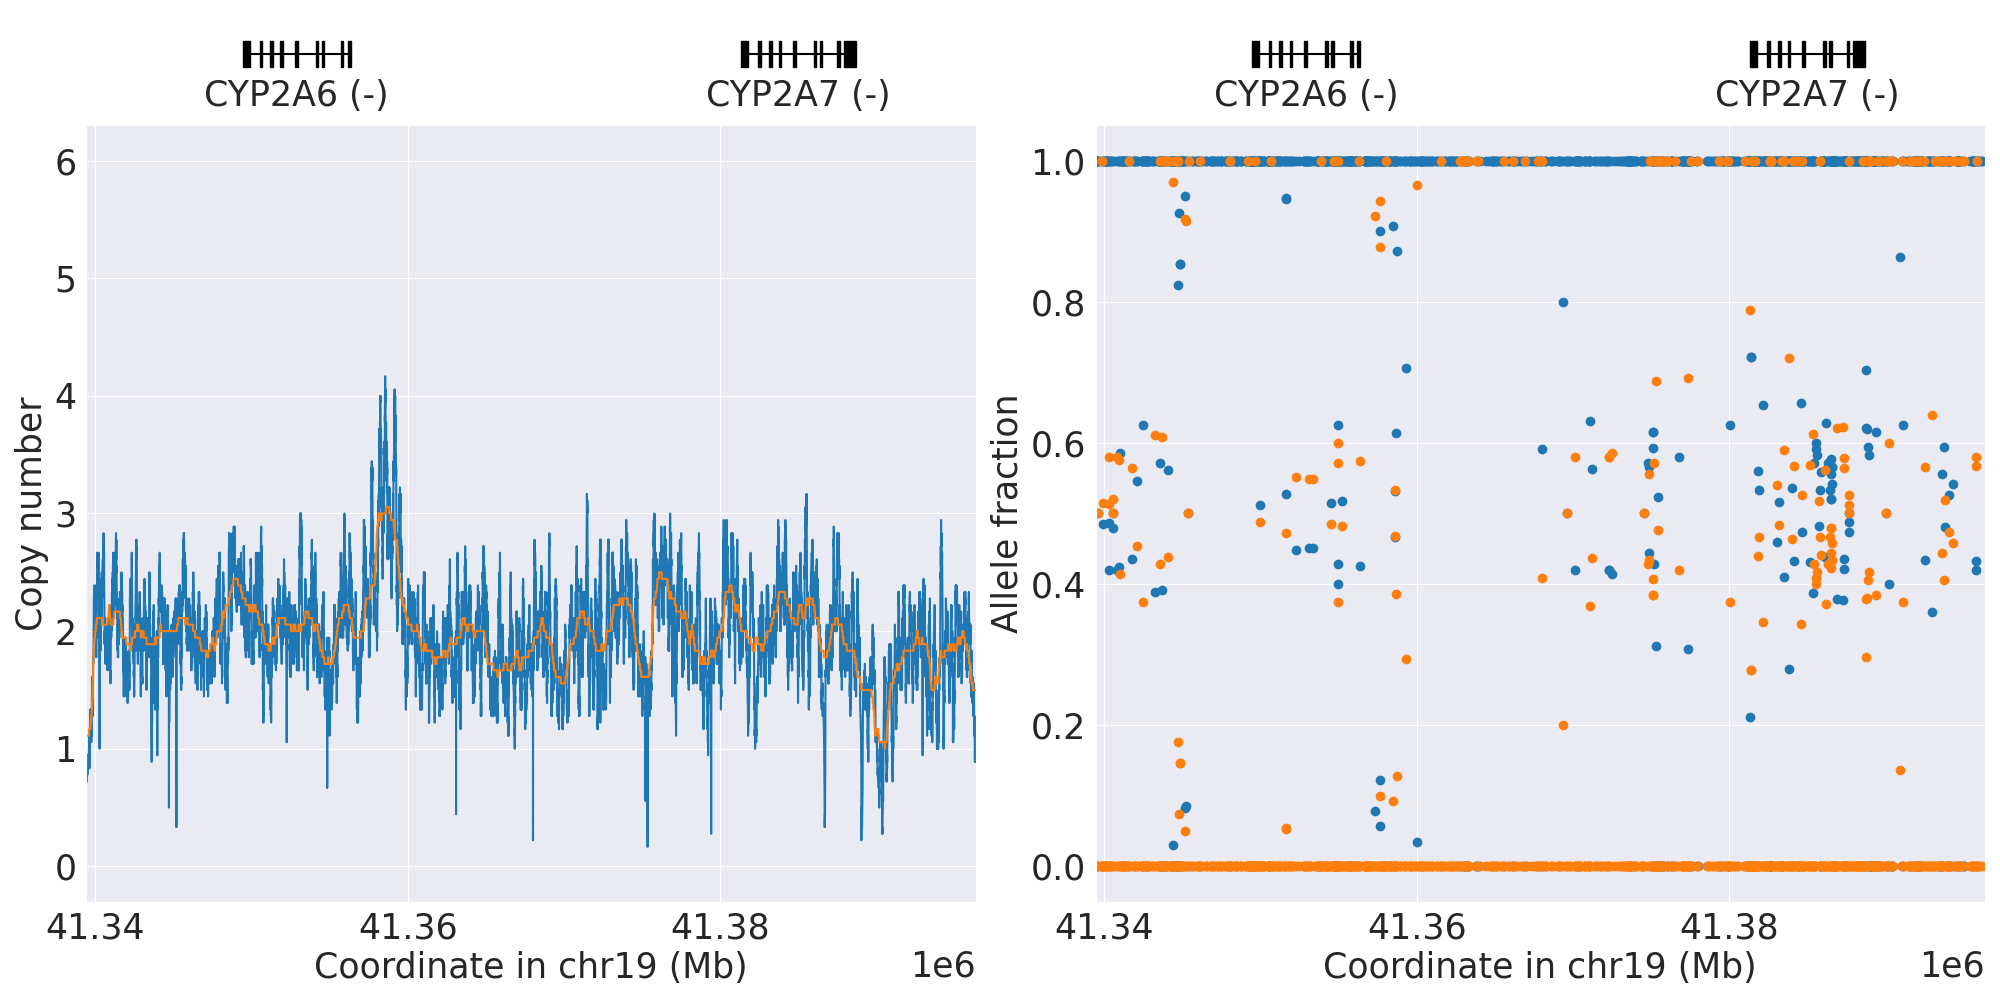 CYP2A6 (-)
CYP2A7 (-)
CYP2A6 (-)
CYP2A7 (-)
6
5
4
3
2
1
0
Copy number
41.34
41.36
41.38
Coordinate in chr19 (Mb)
1e6
1.0
0.8
0.6
0.4
0.2
0.0
Allele fraction
41.34
41.36
41.38
Coordinate in chr19 (Mb)
1e6